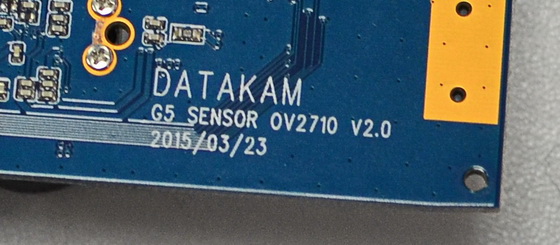 DATAKAM
G5 SENSOR OV2710 V2.0
2015/03/23